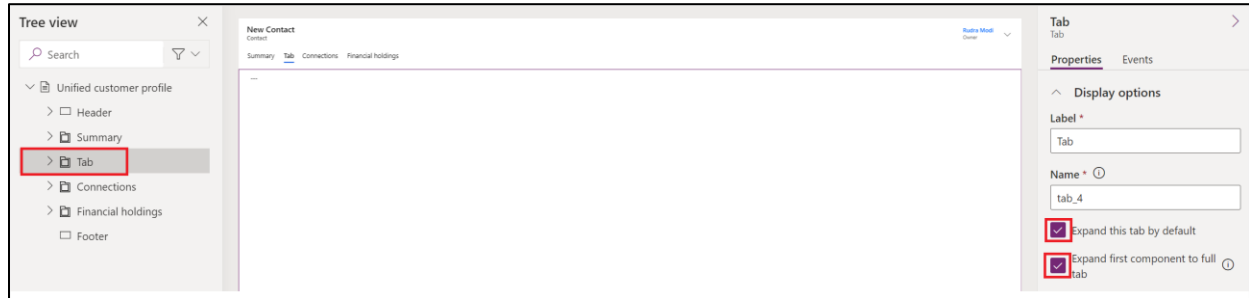 Tree view
Search
Unified customer profile
Header
Summary
Tab
Connections
Financial holdings
Footer
New Contact
Contact
Rudra Modi
Owner
Summary Tab Connections Financial holdings
---
Tab
Tab
Properties Events
Display options
Label *
Tab
Name *
tab_4
Expand this tab by default
Expand first component to full
tab